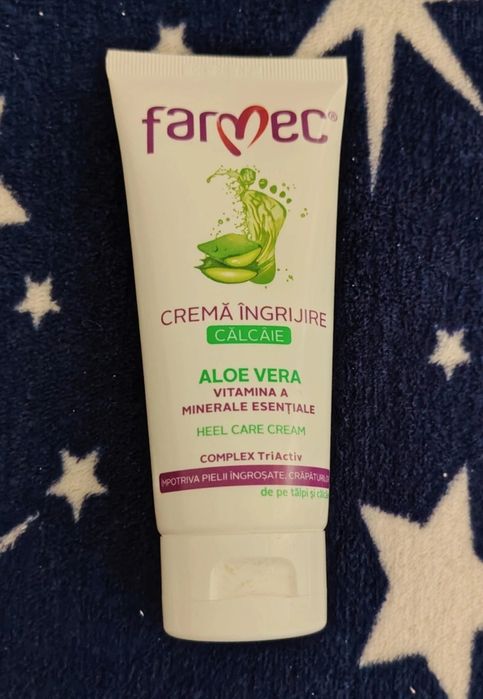 farmec®
CREMĂ ÎNGRIJIRE
CĂLCÂIE
ALOE VERA
VITAMINA A
MINERALE ESENȚIALE
HEEL CARE CREAM
COMPLEX TriActiv
ÎMPOTRIVA PIELII ÎNGROȘATE, CRĂPĂTURILOR
de pe tălpi și